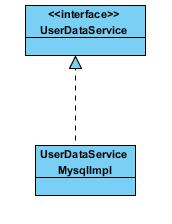 <<interface>>
UserDataService
UserDataService
MysqlImpl